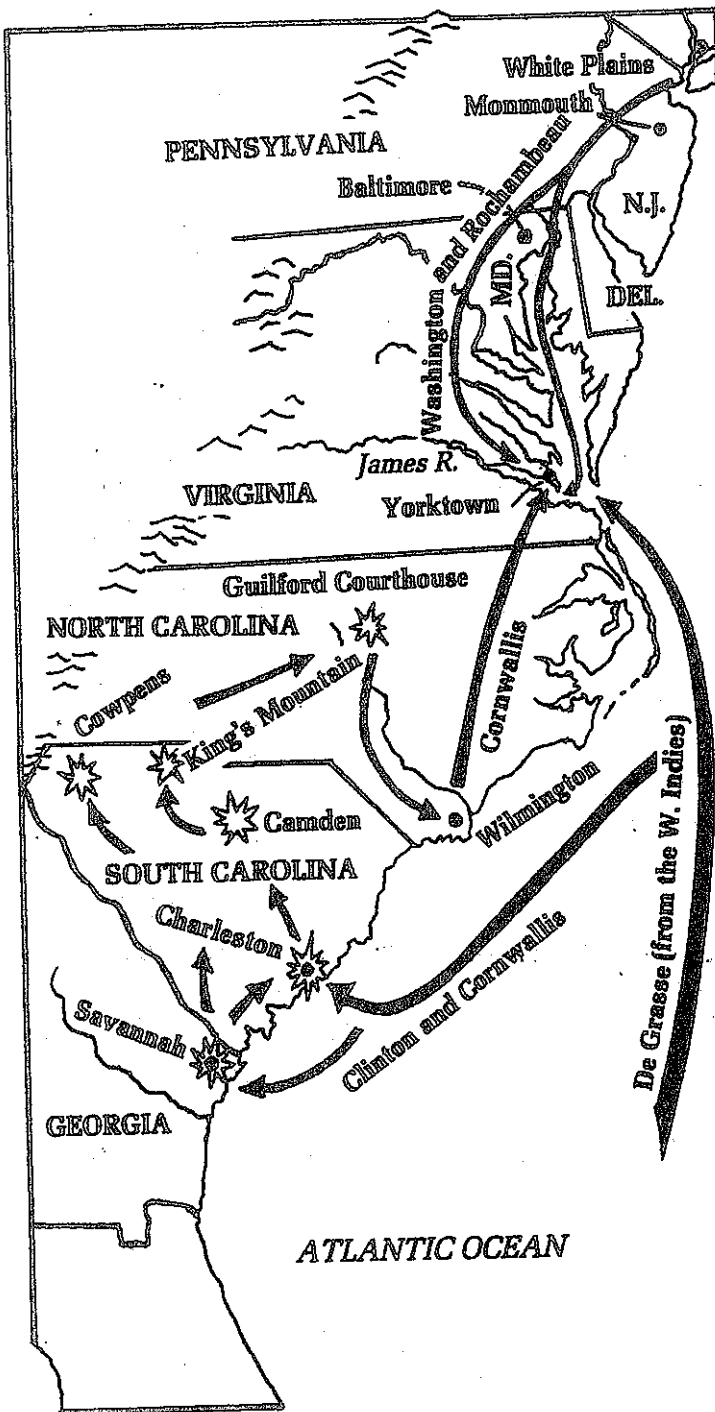 White Plains
Monmouth
PENNSYLVANIA
Baltimore
Washington and Rochambeau
N.J.
MD.
DEL.
James R.
VIRGINIA
Yorktown
Guilford Courthouse
NORTH CAROLINA
Cowpens
King's Mountain
Cornwallis
Wilmington
Camden
SOUTH CAROLINA
Charleston
De Grasse (from the W. Indies)
Savannah
Clinton and Cornwallis
GEORGIA
ATLANTIC OCEAN